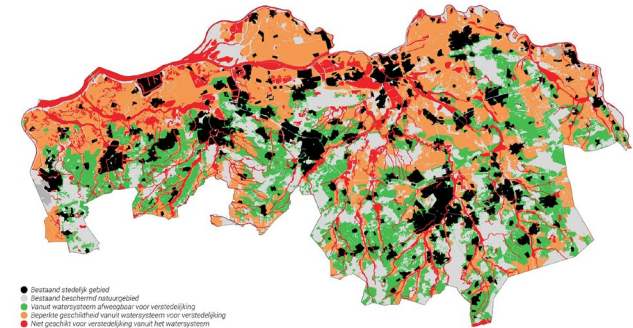 Bestaand stedelijk gebied
Bestaand beschermd natuurgebied
Vanuit watersysteem afweegbaar voor verstedelijking
Beperkte geschiktheid vanuit watersysteem voor verstedelijking
Niet geschikt voor verstedelijking vanuit het watersysteem